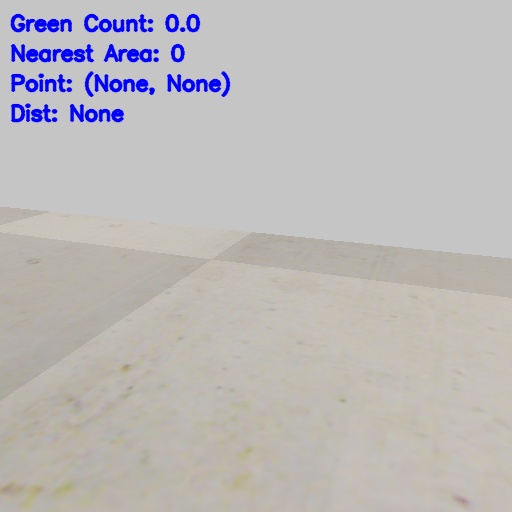 Green Count: 0.0
Nearest Area: 0
Point: (None, None)
Dist: None